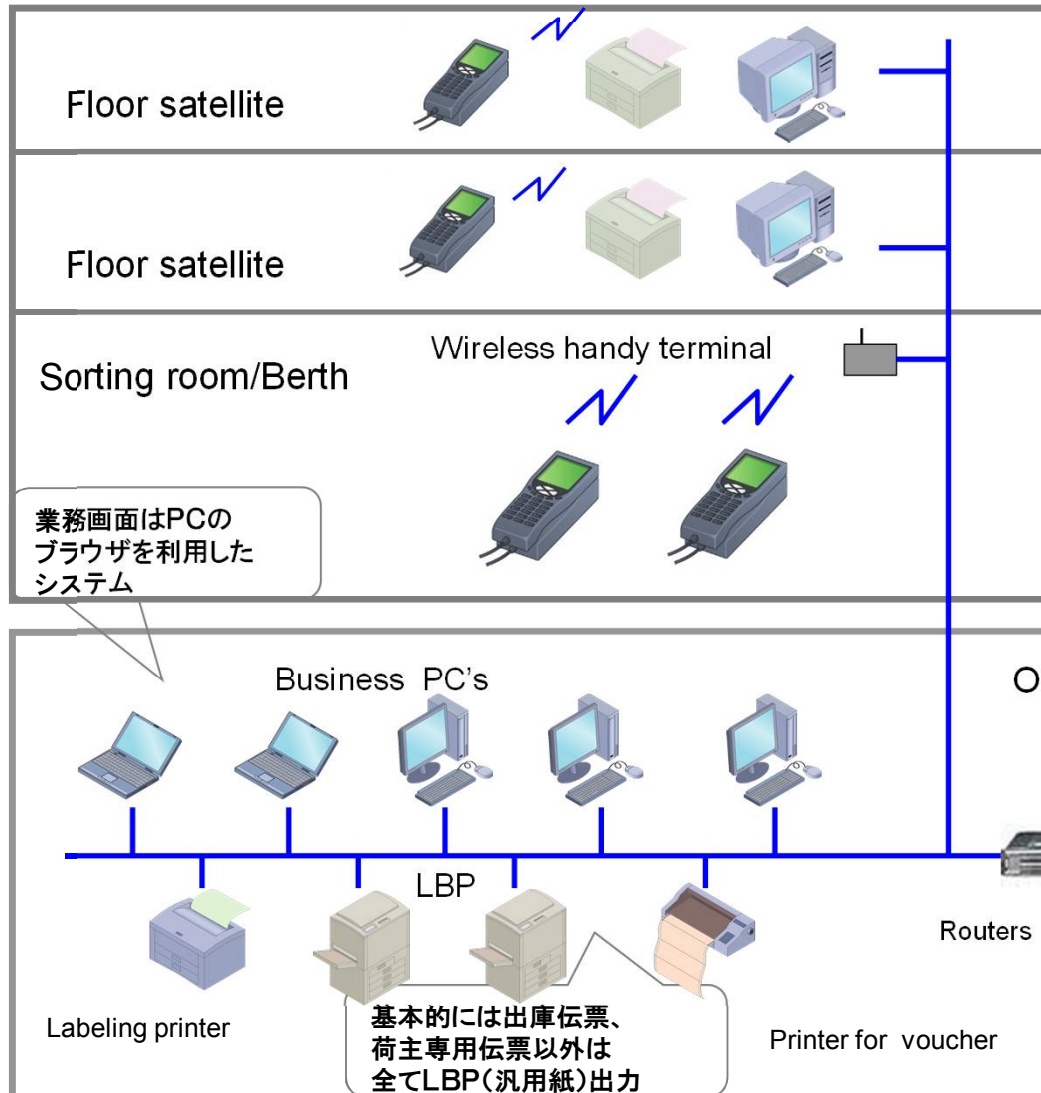 Floor satellite
Floor satellite
Wireless handy terminal
Sorting room/Berth
業務画面はPCの
ブラウザを利用した
システム
Business PC's
O
LBP
Routers
Labeling printer
基本的には出庫伝票、
荷主専用伝票以外は
全てLBP(汎用紙)出力
Printer for voucher